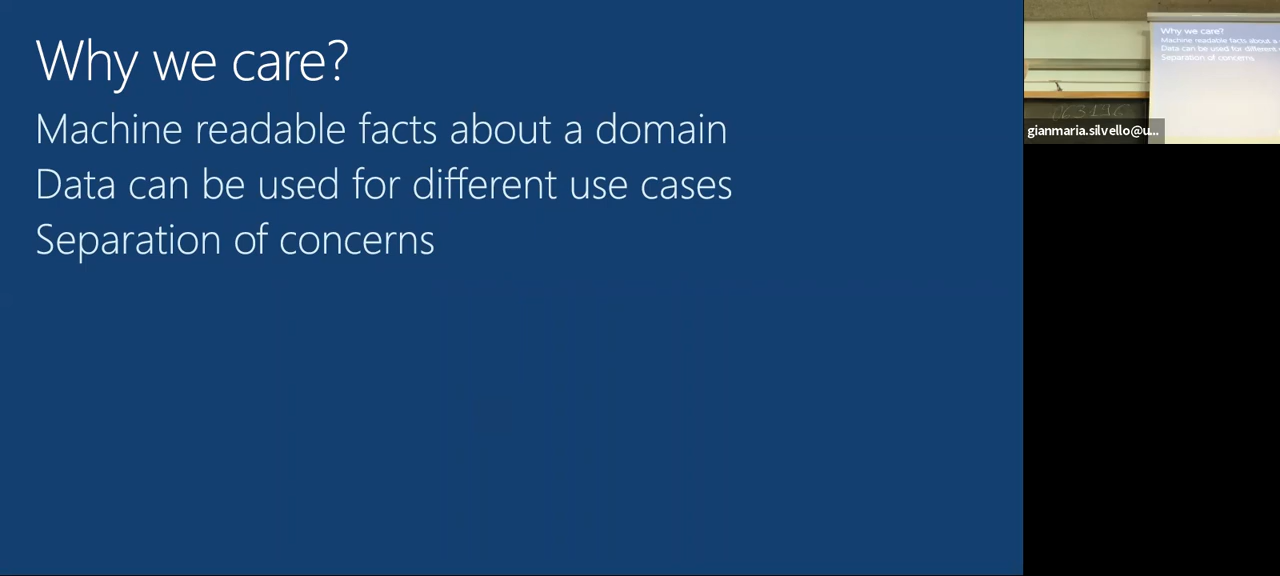 Why we care?
Machine readable facts about a domain
Data can be used for different use cases
Separation of concerns
Why we care?
Machine readable facts about a
Data can be used for different
Separation of concerns
gianmaria.silvello@u...